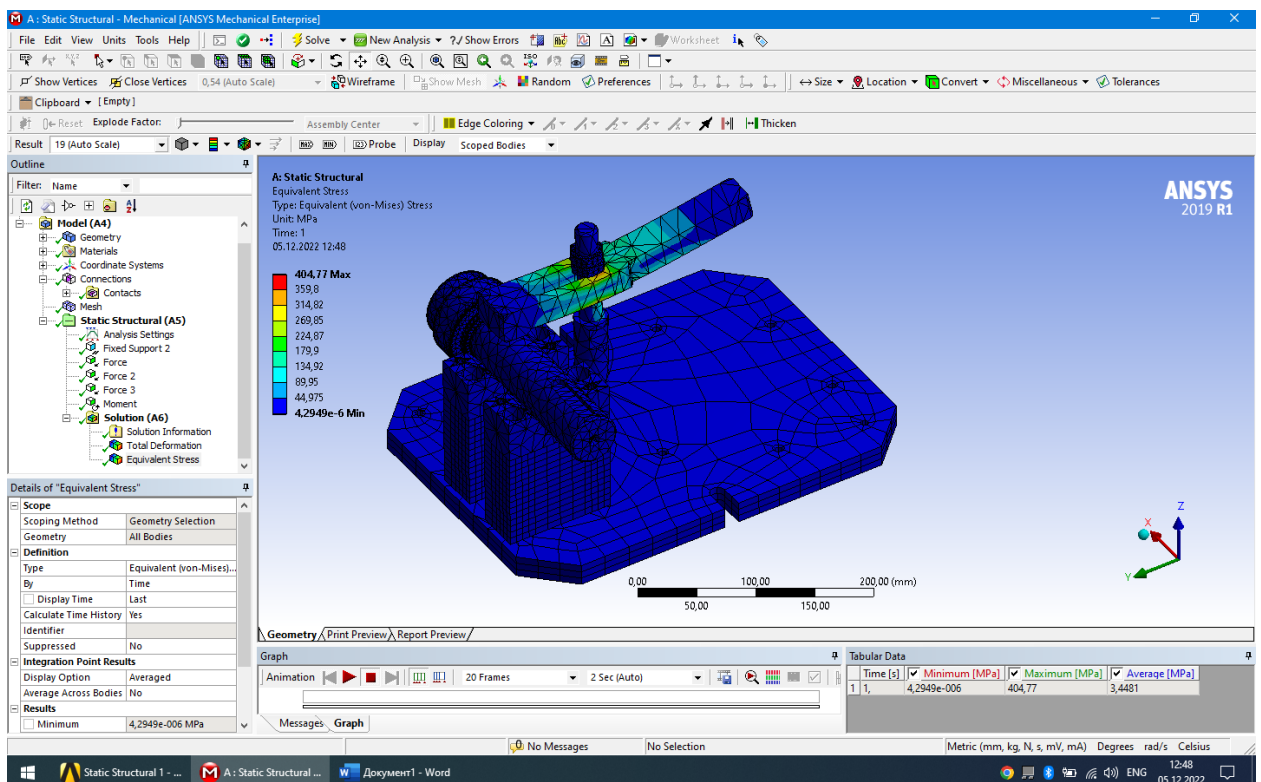 A : Static Structural - Mechanical [ANSYS Mechanical Enterprise]
File Edit View Units Tools Help Solve New Analysis ?/ Show Errors Worksheet
Show Vertices Close Vertices 0,54 (Auto Scale) Wireframe Show Mesh Random Preferences Size Location Convert Miscellaneous Tolerances
Clipboard [Empty]
Reset Explode Factor: Assembly Center Edge Coloring Thicken
Result 19 (Auto Scale) MAX MIN Probe Display Scoped Bodies
Outline
Filter: Name
Model (A4)
Geometry
Materials
Coordinate Systems
Connections
Contacts
Mesh
Static Structural (A5)
Analysis Settings
Fixed Support 2
Force
Force 2
Force 3
Moment
Solution (A6)
Solution Information
Total Deformation
Equivalent Stress
Details of "Equivalent Stress"
Scope
Scoping Method Geometry Selection
Geometry All Bodies
Definition
Type Equivalent (von-Mises)...
By Time
Display Time Last
Calculate Time History Yes
Identifier
Suppressed No
Integration Point Results
Display Option Averaged
Average Across Bodies No
Results
Minimum 4,2949e-006 MPa
A: Static Structural
Equivalent Stress
Type: Equivalent (von-Mises) Stress
Unit: MPa
Time: 1
05.12.2022 12:48
404,77 Max
359,8
314,82
269,85
224,87
179,9
134,92
89,95
44,975
4,2949e-6 Min
ANSYS
2019 R1
Z
X
Y
0,00 100,00 200,00 (mm)
50,00 150,00
Geometry Print Preview Report Preview
Graph
Animation 20 Frames 2 Sec (Auto)
Messages Graph
Tabular Data
Time [s] Minimum [MPa] Maximum [MPa] Average [MPa]
1 1, 4,2949e-006 404,77 3,4481
No Messages No Selection Metric (mm, kg, N, s, mV, mA) Degrees rad/s Celsius
Static Structural 1 - ... A : Static Structural ... Документ1 - Word ENG 12:48
05.12.2022